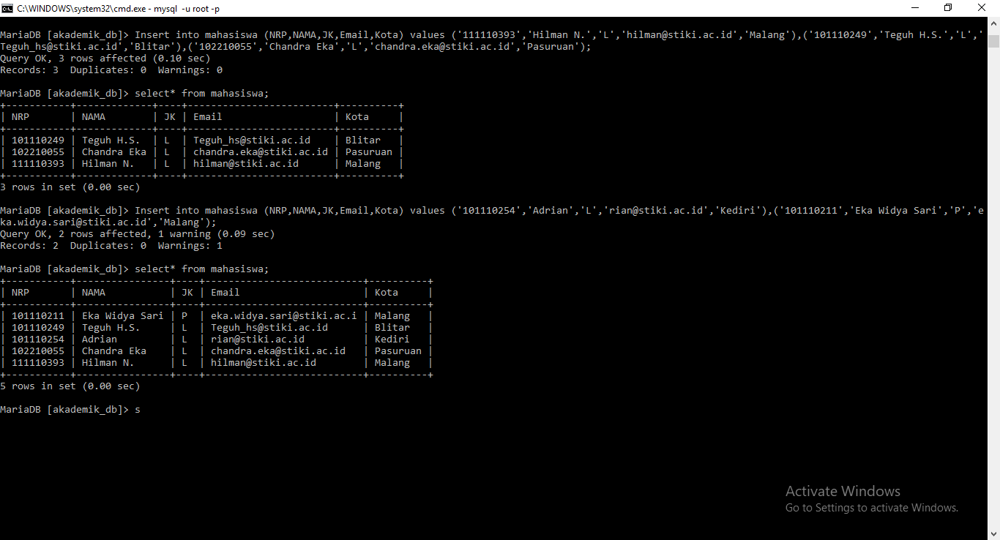 C:\WINDOWS\system32\cmd.exe - mysql -u root -p
MariaDB [akademik_db]> Insert into mahasiswa (NRP,NAMA,JK,Email,Kota) values ('111110393','Hilman N.','L','hilman@stiki.ac.id','Malang'),('101110249','Teguh H.S.','L','
Teguh_hs@stiki.ac.id','Blitar'),('102210055','Chandra Eka','L','chandra.eka@stiki.ac.id','Pasuruan');
Query OK, 3 rows affected (0.10 sec)
Records: 3  Duplicates: 0  Warnings: 0
MariaDB [akademik_db]> select* from mahasiswa;
+-----------+-------------+----+-------------------------+----------+
| NRP       | NAMA        | JK | Email                   | Kota     |
+-----------+-------------+----+-------------------------+----------+
| 101110249 | Teguh H.S.  | L  | Teguh_hs@stiki.ac.id    | Blitar   |
| 102210055 | Chandra Eka | L  | chandra.eka@stiki.ac.id | Pasuruan |
| 111110393 | Hilman N.   | L  | hilman@stiki.ac.id      | Malang   |
+-----------+-------------+----+-------------------------+----------+
3 rows in set (0.00 sec)
MariaDB [akademik_db]> Insert into mahasiswa (NRP,NAMA,JK,Email,Kota) values ('101110254','Adrian','L','rian@stiki.ac.id','Kediri'),('101110211','Eka Widya Sari','P','e
ka.widya.sari@stiki.ac.id','Malang');
Query OK, 2 rows affected, 1 warning (0.09 sec)
Records: 2  Duplicates: 0  Warnings: 1
MariaDB [akademik_db]> select* from mahasiswa;
+-----------+----------------+----+---------------------------+----------+
| NRP       | NAMA           | JK | Email                     | Kota     |
+-----------+----------------+----+---------------------------+----------+
| 101110211 | Eka Widya Sari | P  | eka.widya.sari@stiki.ac.i | Malang   |
| 101110249 | Teguh H.S.     | L  | Teguh_hs@stiki.ac.id      | Blitar   |
| 101110254 | Adrian         | L  | rian@stiki.ac.id          | Kediri   |
| 102210055 | Chandra Eka    | L  | chandra.eka@stiki.ac.id   | Pasuruan |
| 111110393 | Hilman N.      | L  | hilman@stiki.ac.id        | Malang   |
+-----------+----------------+----+---------------------------+----------+
5 rows in set (0.00 sec)
MariaDB [akademik_db]> s
Activate Windows
Go to Settings to activate Windows.